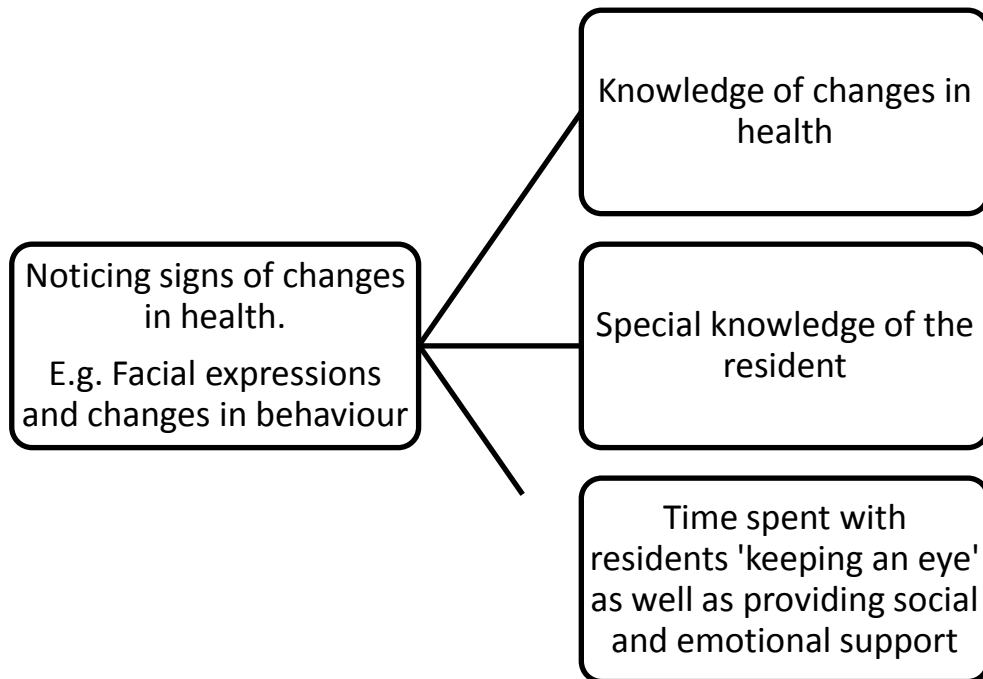 Noticing signs of changes
in health.
E.g. Facial expressions
and changes in behaviour
Knowledge of changes in
health
Special knowledge of the
resident
Time spent with
residents 'keeping an eye'
as well as providing social
and emotional support